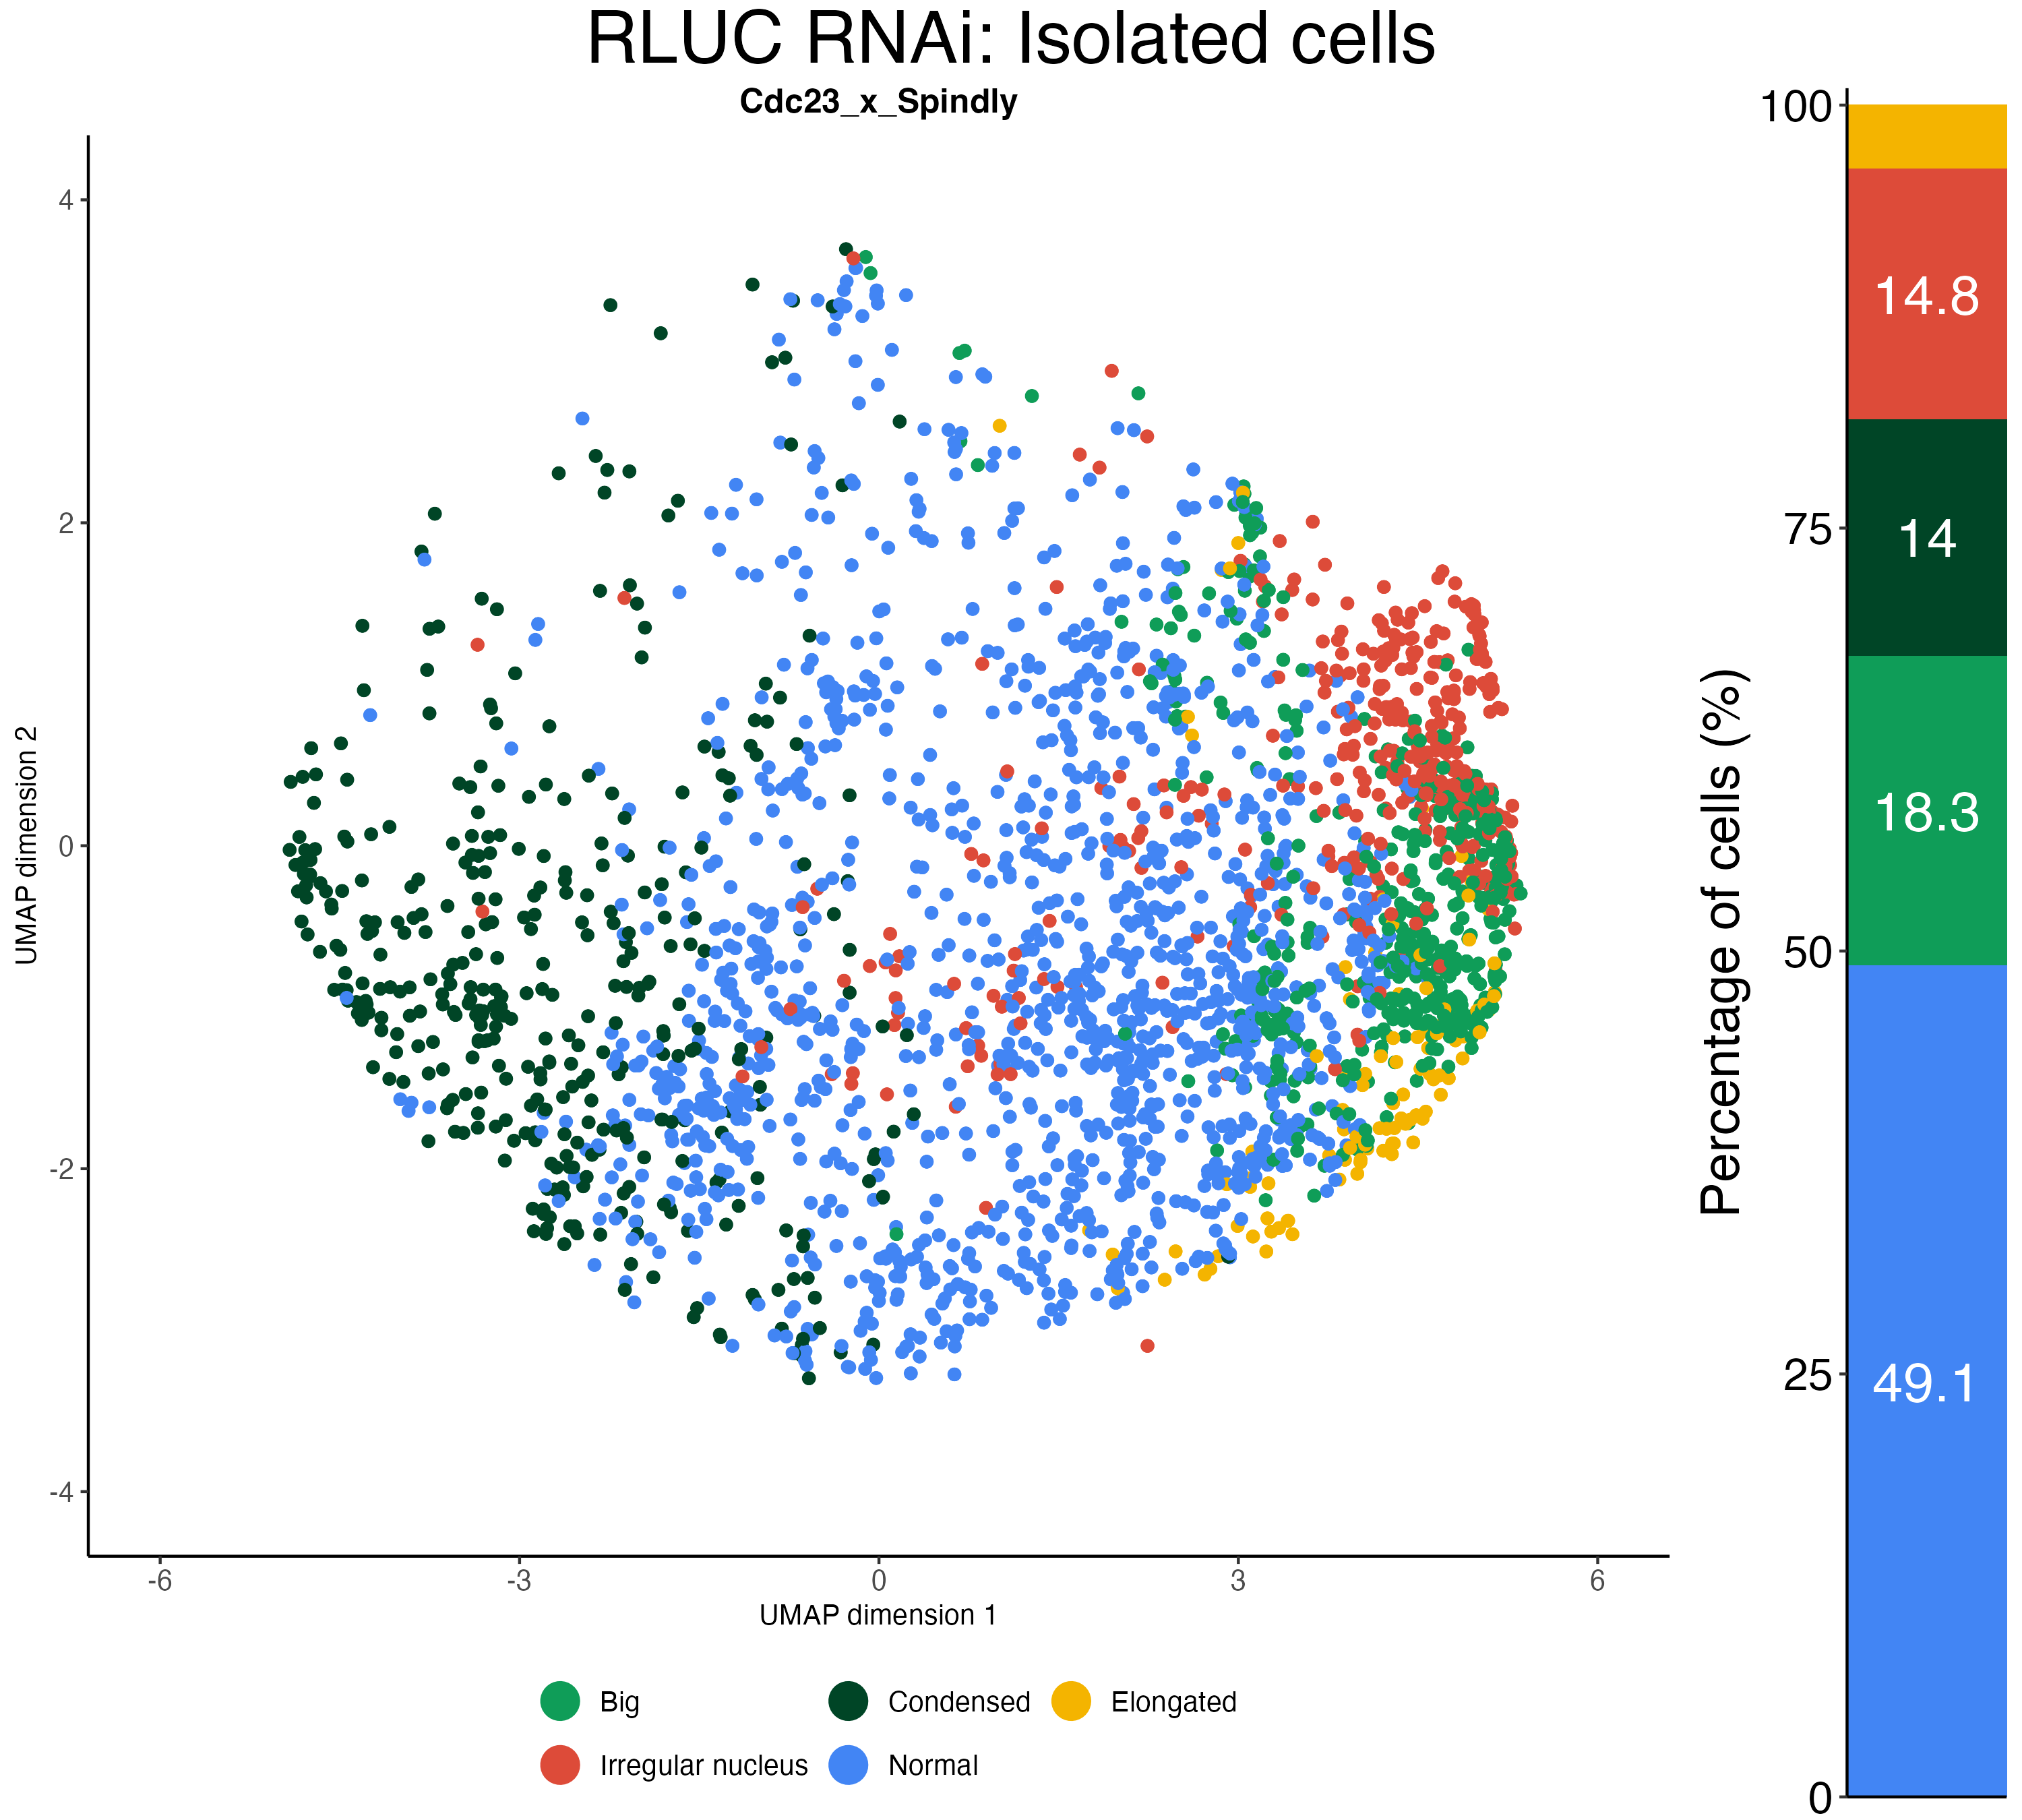 RLUC RNAi: Isolated cells
Cdc23_x_Spindly
UMAP dimension 2
4
2
0
-2
-4
-6
-3
0
3
6
UMAP dimension 1
Big
Condensed
Elongated
Irregular nucleus
Normal
Percentage of cells (%)
100
75
50
25
0
14.8
14
18.3
49.1